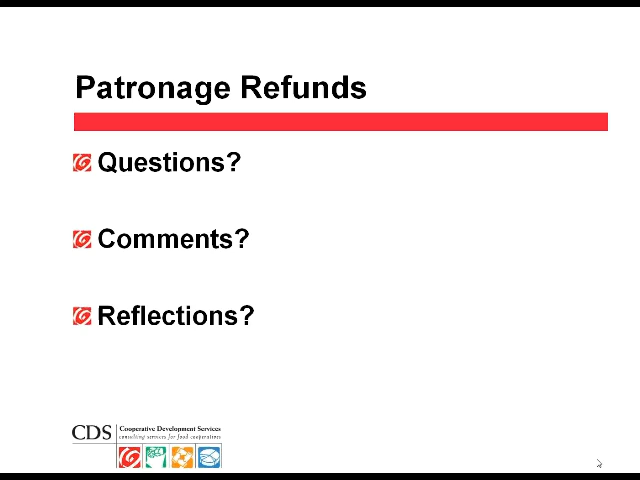 Patronage Refunds
Questions?
Comments?
Reflections?
CDS
Cooperative Development Services
consulting services for food cooperatives